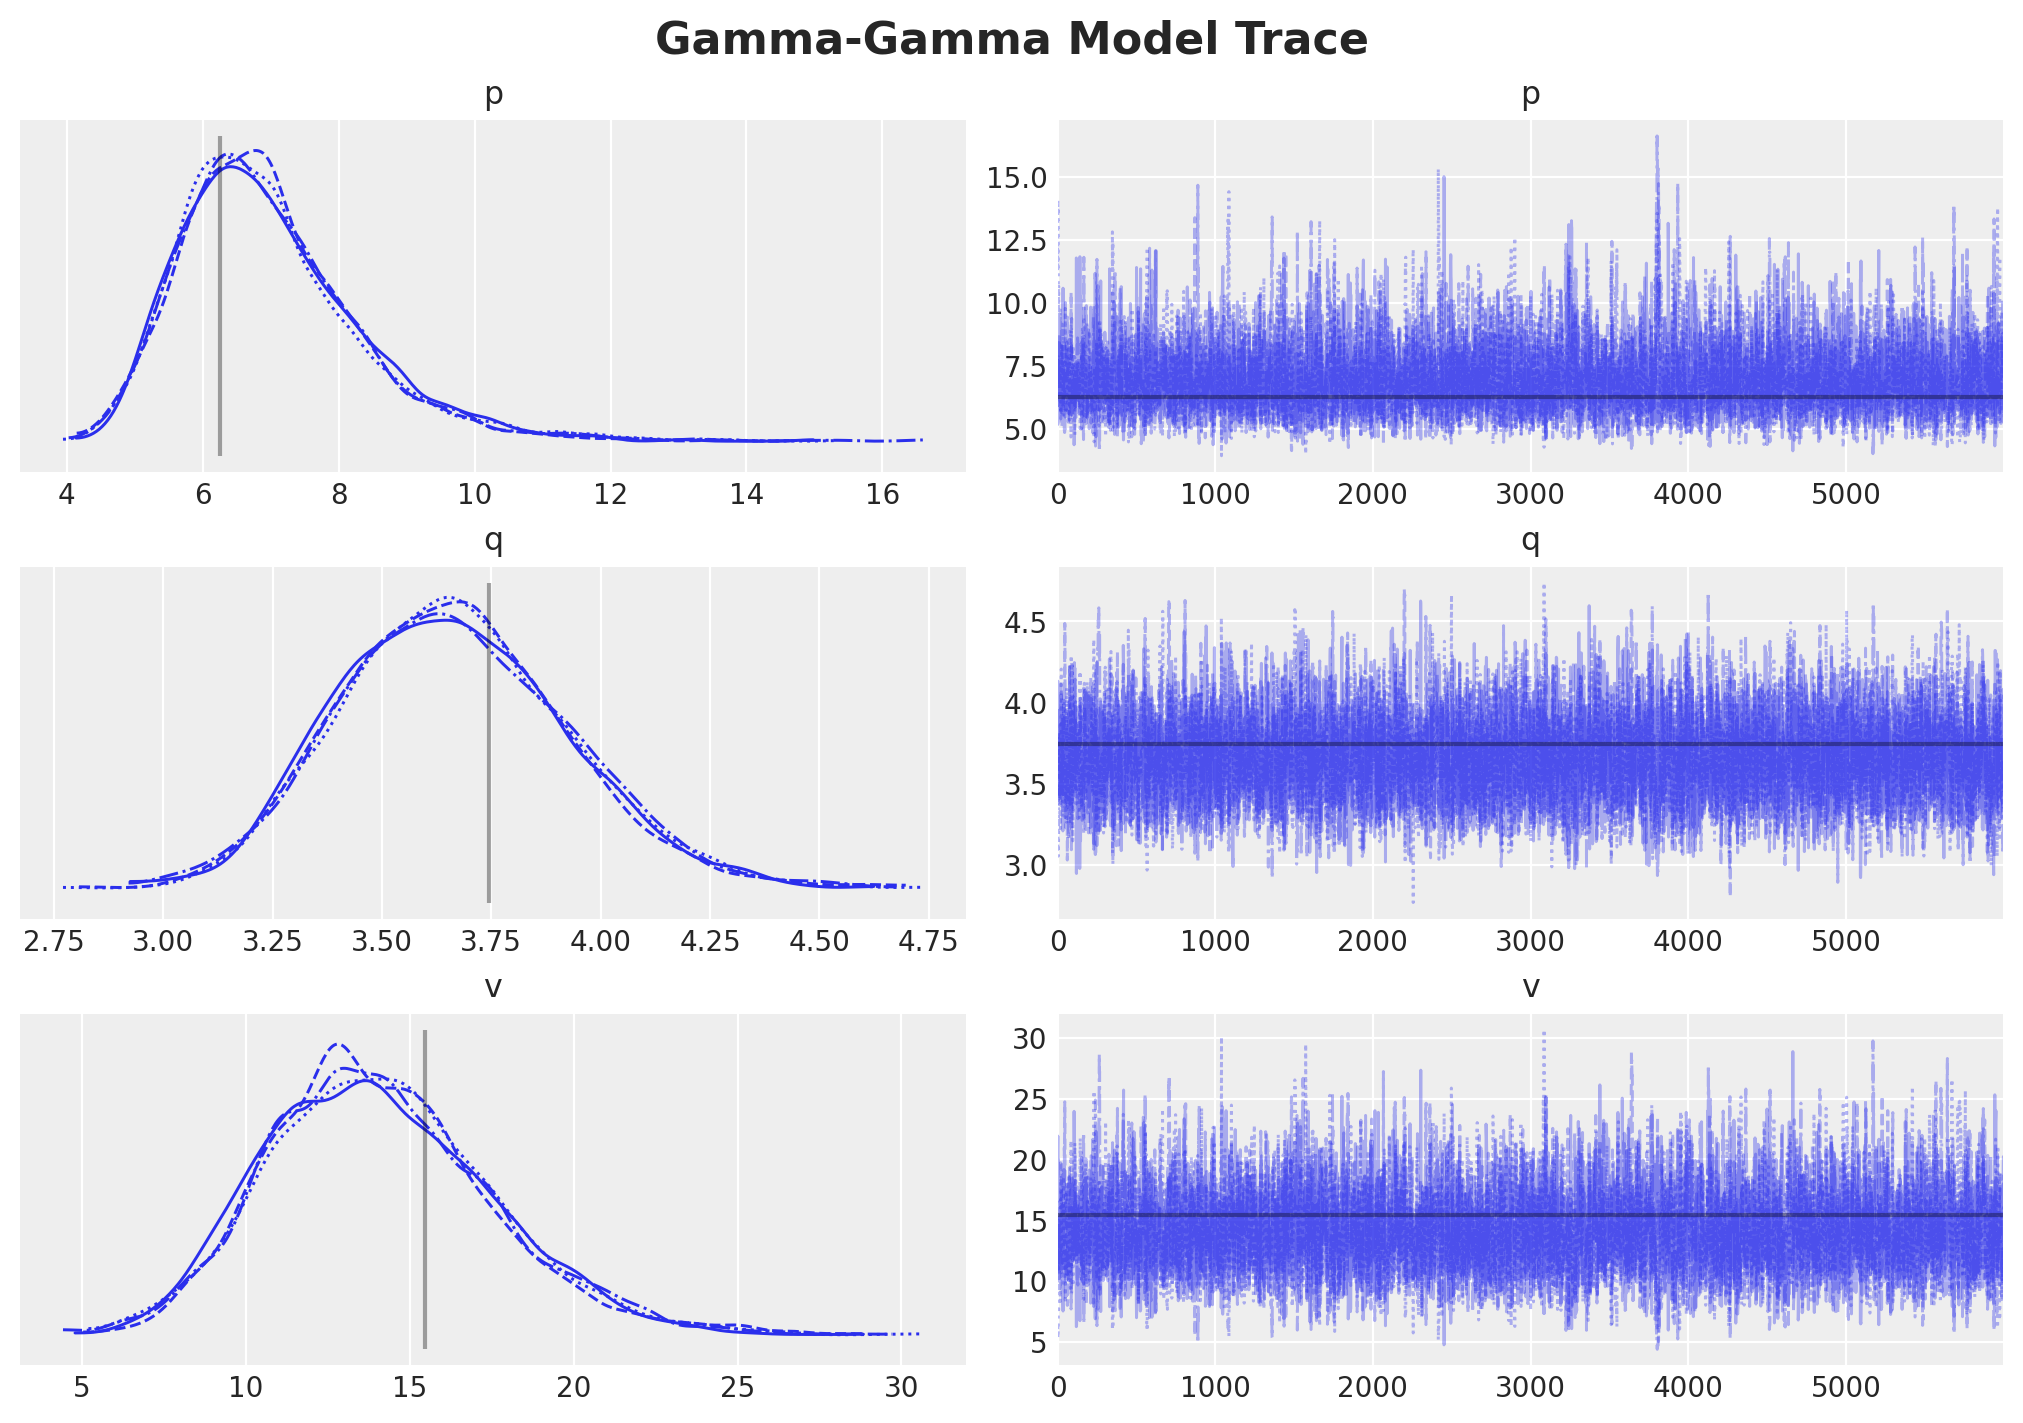 Gamma-Gamma Model Trace
p
p
15.0
12.5
10.0
7.5
5.0
4 6 8 10 12 14 16
0 1000 2000 3000 4000 5000
q
q
4.5
4.0
3.5
3.0
2.75 3.00 3.25 3.50 3.75 4.00 4.25 4.50 4.75
0 1000 2000 3000 4000 5000
v
v
30
25
20
15
10
5
5 10 15 20 25 30
0 1000 2000 3000 4000 5000